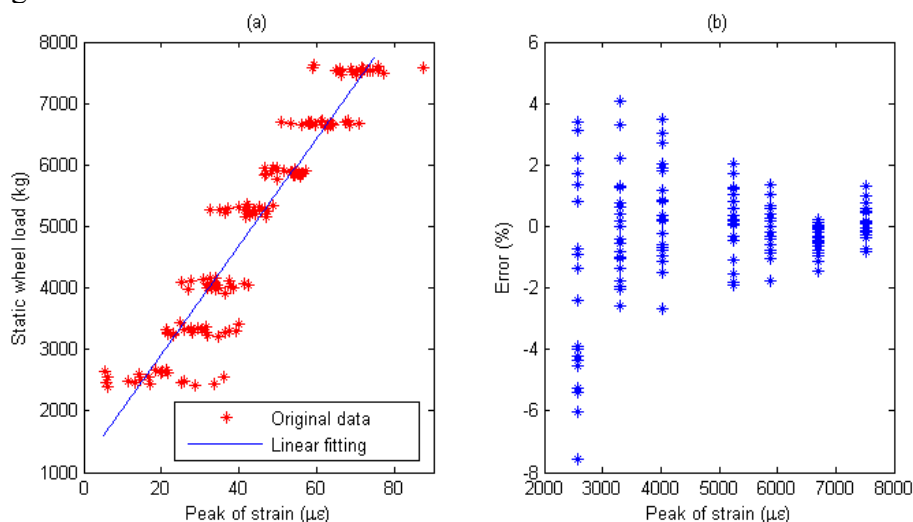 (a)
8000
7000
6000
5000
4000
3000
2000
1000
Static wheel load (kg)
0 20 40 60 80
Peak of strain (με)
Original data
Linear fitting
(b)
6
4
2
0
-2
-4
-6
-8
Error (%)
2000 3000 4000 5000 6000 7000 8000
Peak of strain (με)